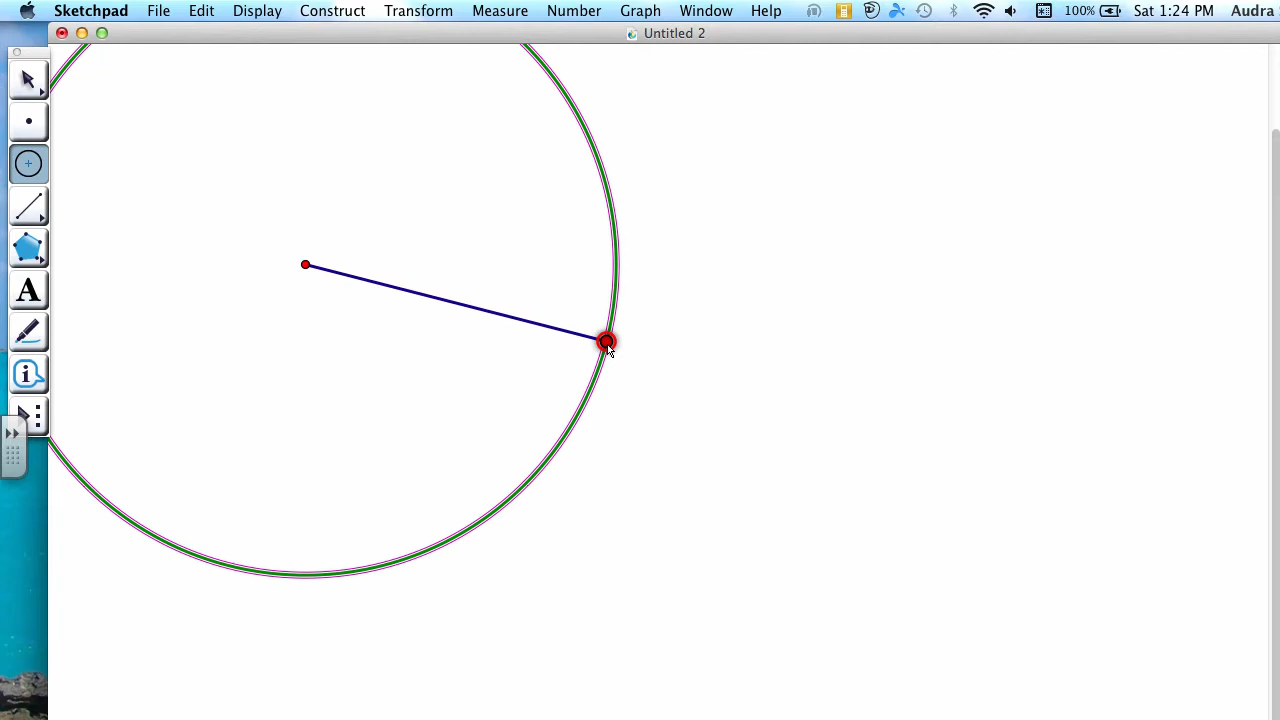 Sketchpad File Edit Display Construct Transform Measure Number Graph Window Help 100% Sat 1:24 PM Audra
Untitled 2
A
i